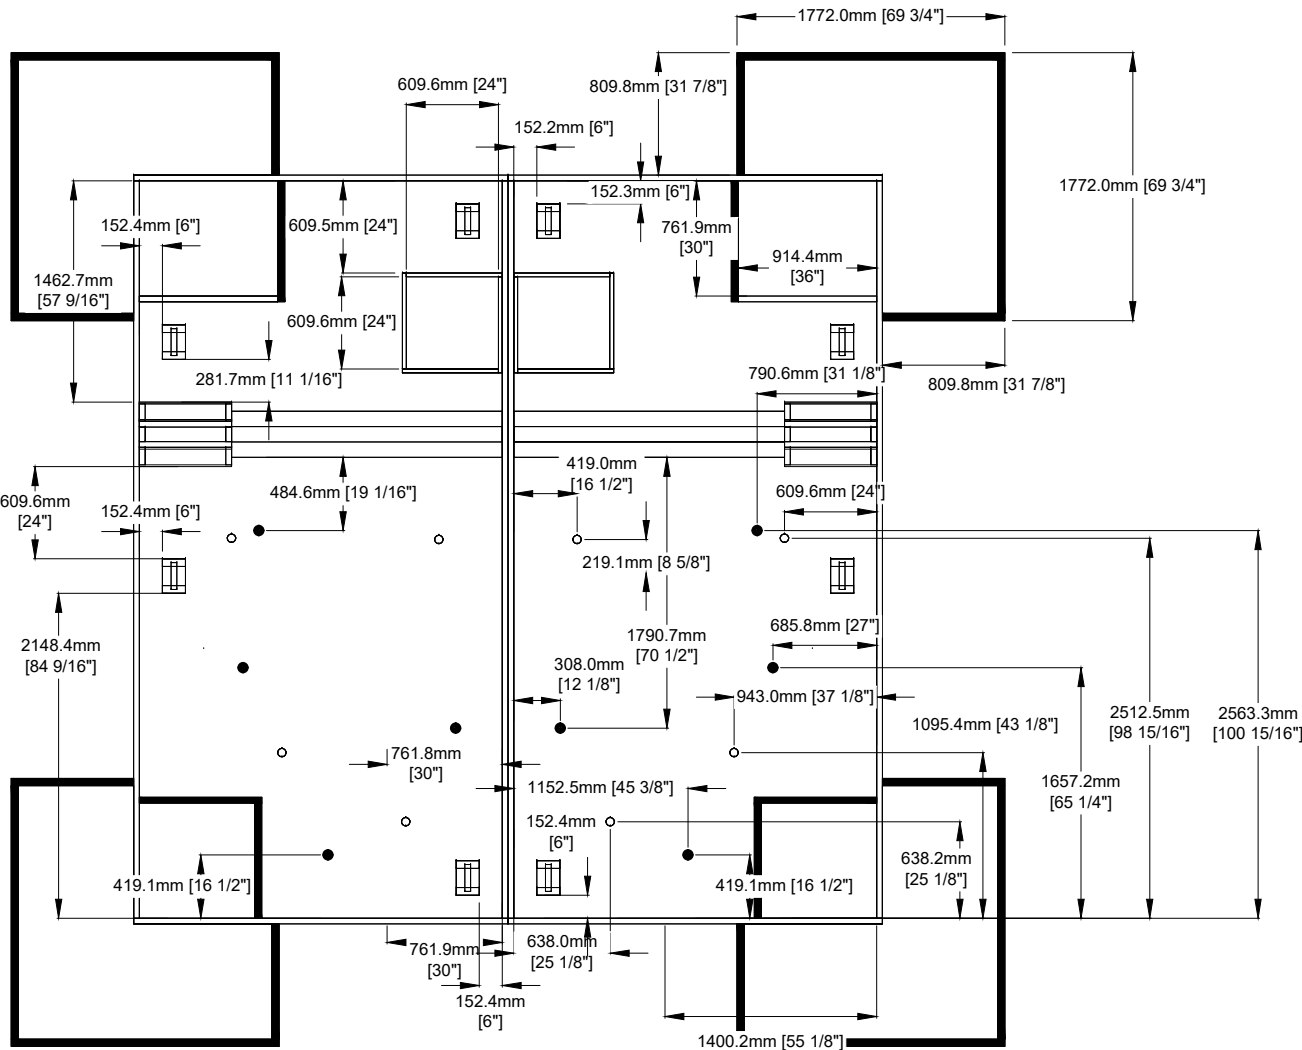 1772.0mm [69 3/4"]
609.6mm [24"]
809.8mm [31 7/8"]
152.2mm [6"]
1772.0mm [69 3/4"]
152.3mm [6"]
152.4mm [6"]
609.5mm [24"]
761.9mm
[30"]
914.4mm
[36"]
1462.7mm
[57 9/16"]
609.6mm [24"]
281.7mm [11 1/16"]
790.6mm [31 1/8"]
809.8mm [31 7/8"]
419.0mm
[16 1/2"]
484.6mm [19 1/16"]
609.6mm [24"]
609.6mm
[24"]
152.4mm [6"]
219.1mm [8 5/8"]
685.8mm [27"]
1790.7mm
[70 1/2"]
2148.4mm
[84 9/16"]
308.0mm
[12 1/8"]
943.0mm [37 1/8"]
1095.4mm [43 1/8"]
2512.5mm
[98 15/16"]
2563.3mm
[100 15/16"]
761.8mm
[30"]
1152.5mm [45 3/8"]
1657.2mm
[65 1/4"]
152.4mm
[6"]
638.2mm
[25 1/8"]
419.1mm [16 1/2"]
419.1mm [16 1/2"]
761.9mm
[30"]
638.0mm
[25 1/8"]
152.4mm
[6"]
1400.2mm [55 1/8"]